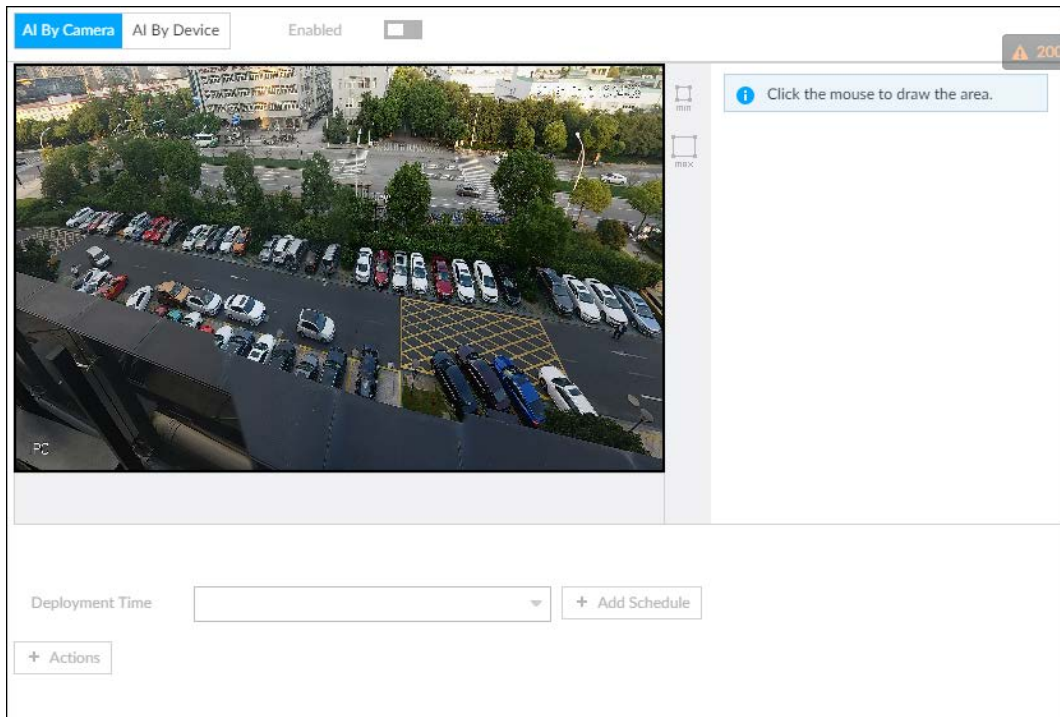 AI By Camera AI By Device Enabled
200
Click the mouse to draw the area.
min
max
PC
Deployment Time
+ Add Schedule
+ Actions